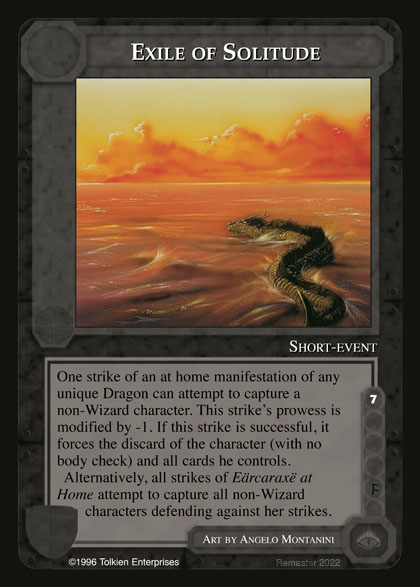 EXILE OF SOLITUDE
SHORT-EVENT
One strike of an at home manifestation of any
unique Dragon can attempt to capture a
non-Wizard character. This strike's prowess is
modified by -1. If this strike is successful, it
forces the discard of the character (with no
body check) and all cards he controls.
Alternatively, all strikes of Eärcaraxë at
Home attempt to capture all non-Wizard
characters defending against her strikes.
7
F
ART BY ANGELO MONTANINI
©1996 Tolkien Enterprises
Remaster 2022